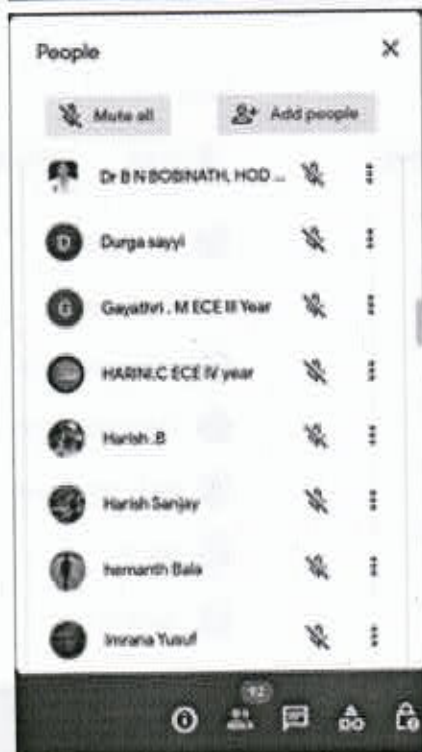 People
Mute all
Add people
Dr B N BOBINATH, HOD ...
D
Durga sayyi
G
Gayathri . M ECE III Year
HARINI.C ECE IV year
Harish .B
Harish Sanjay
hemanth Bala
Imrana Yusuf
92